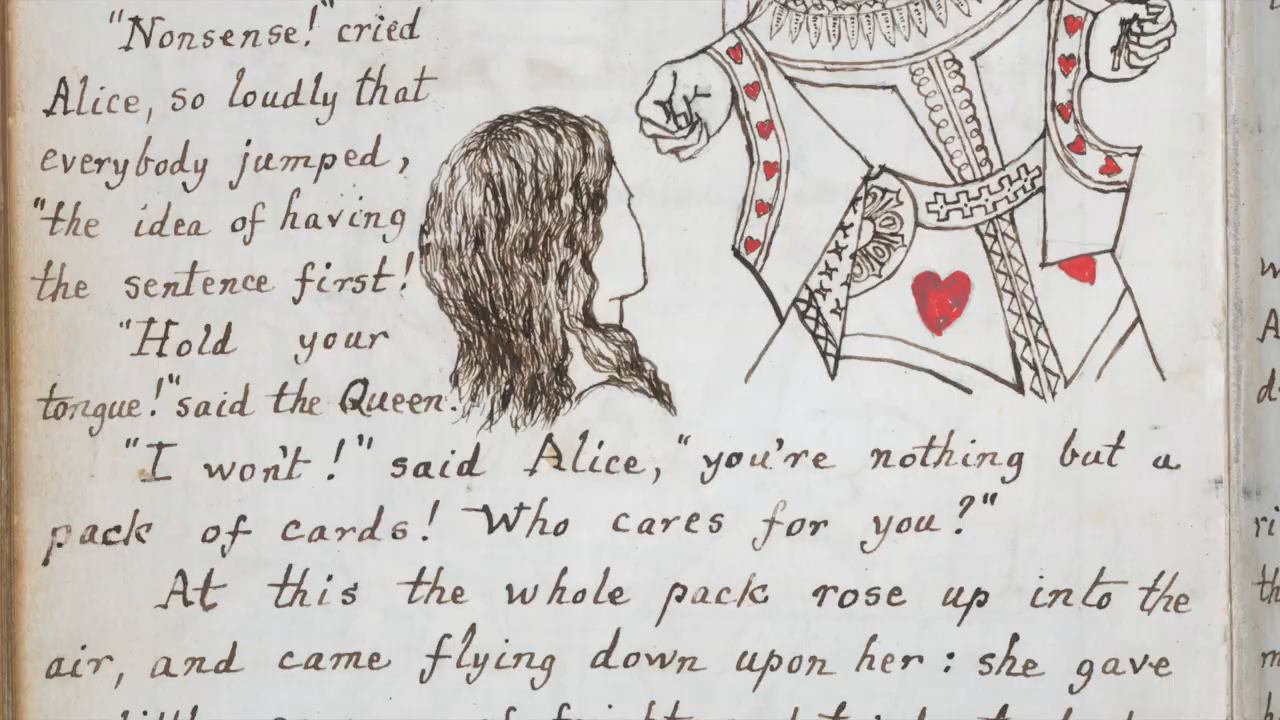 "Nonsense!" cried
Alice, so loudly that
everybody jumped,
"the idea of having
the sentence first!
"Hold your
tongue!" said the Queen.
"I won't!" said Alice, "you're nothing but a
pack of cards! Who cares for you?"
At this the whole pack rose up into the
air, and came flying down upon her: she gave